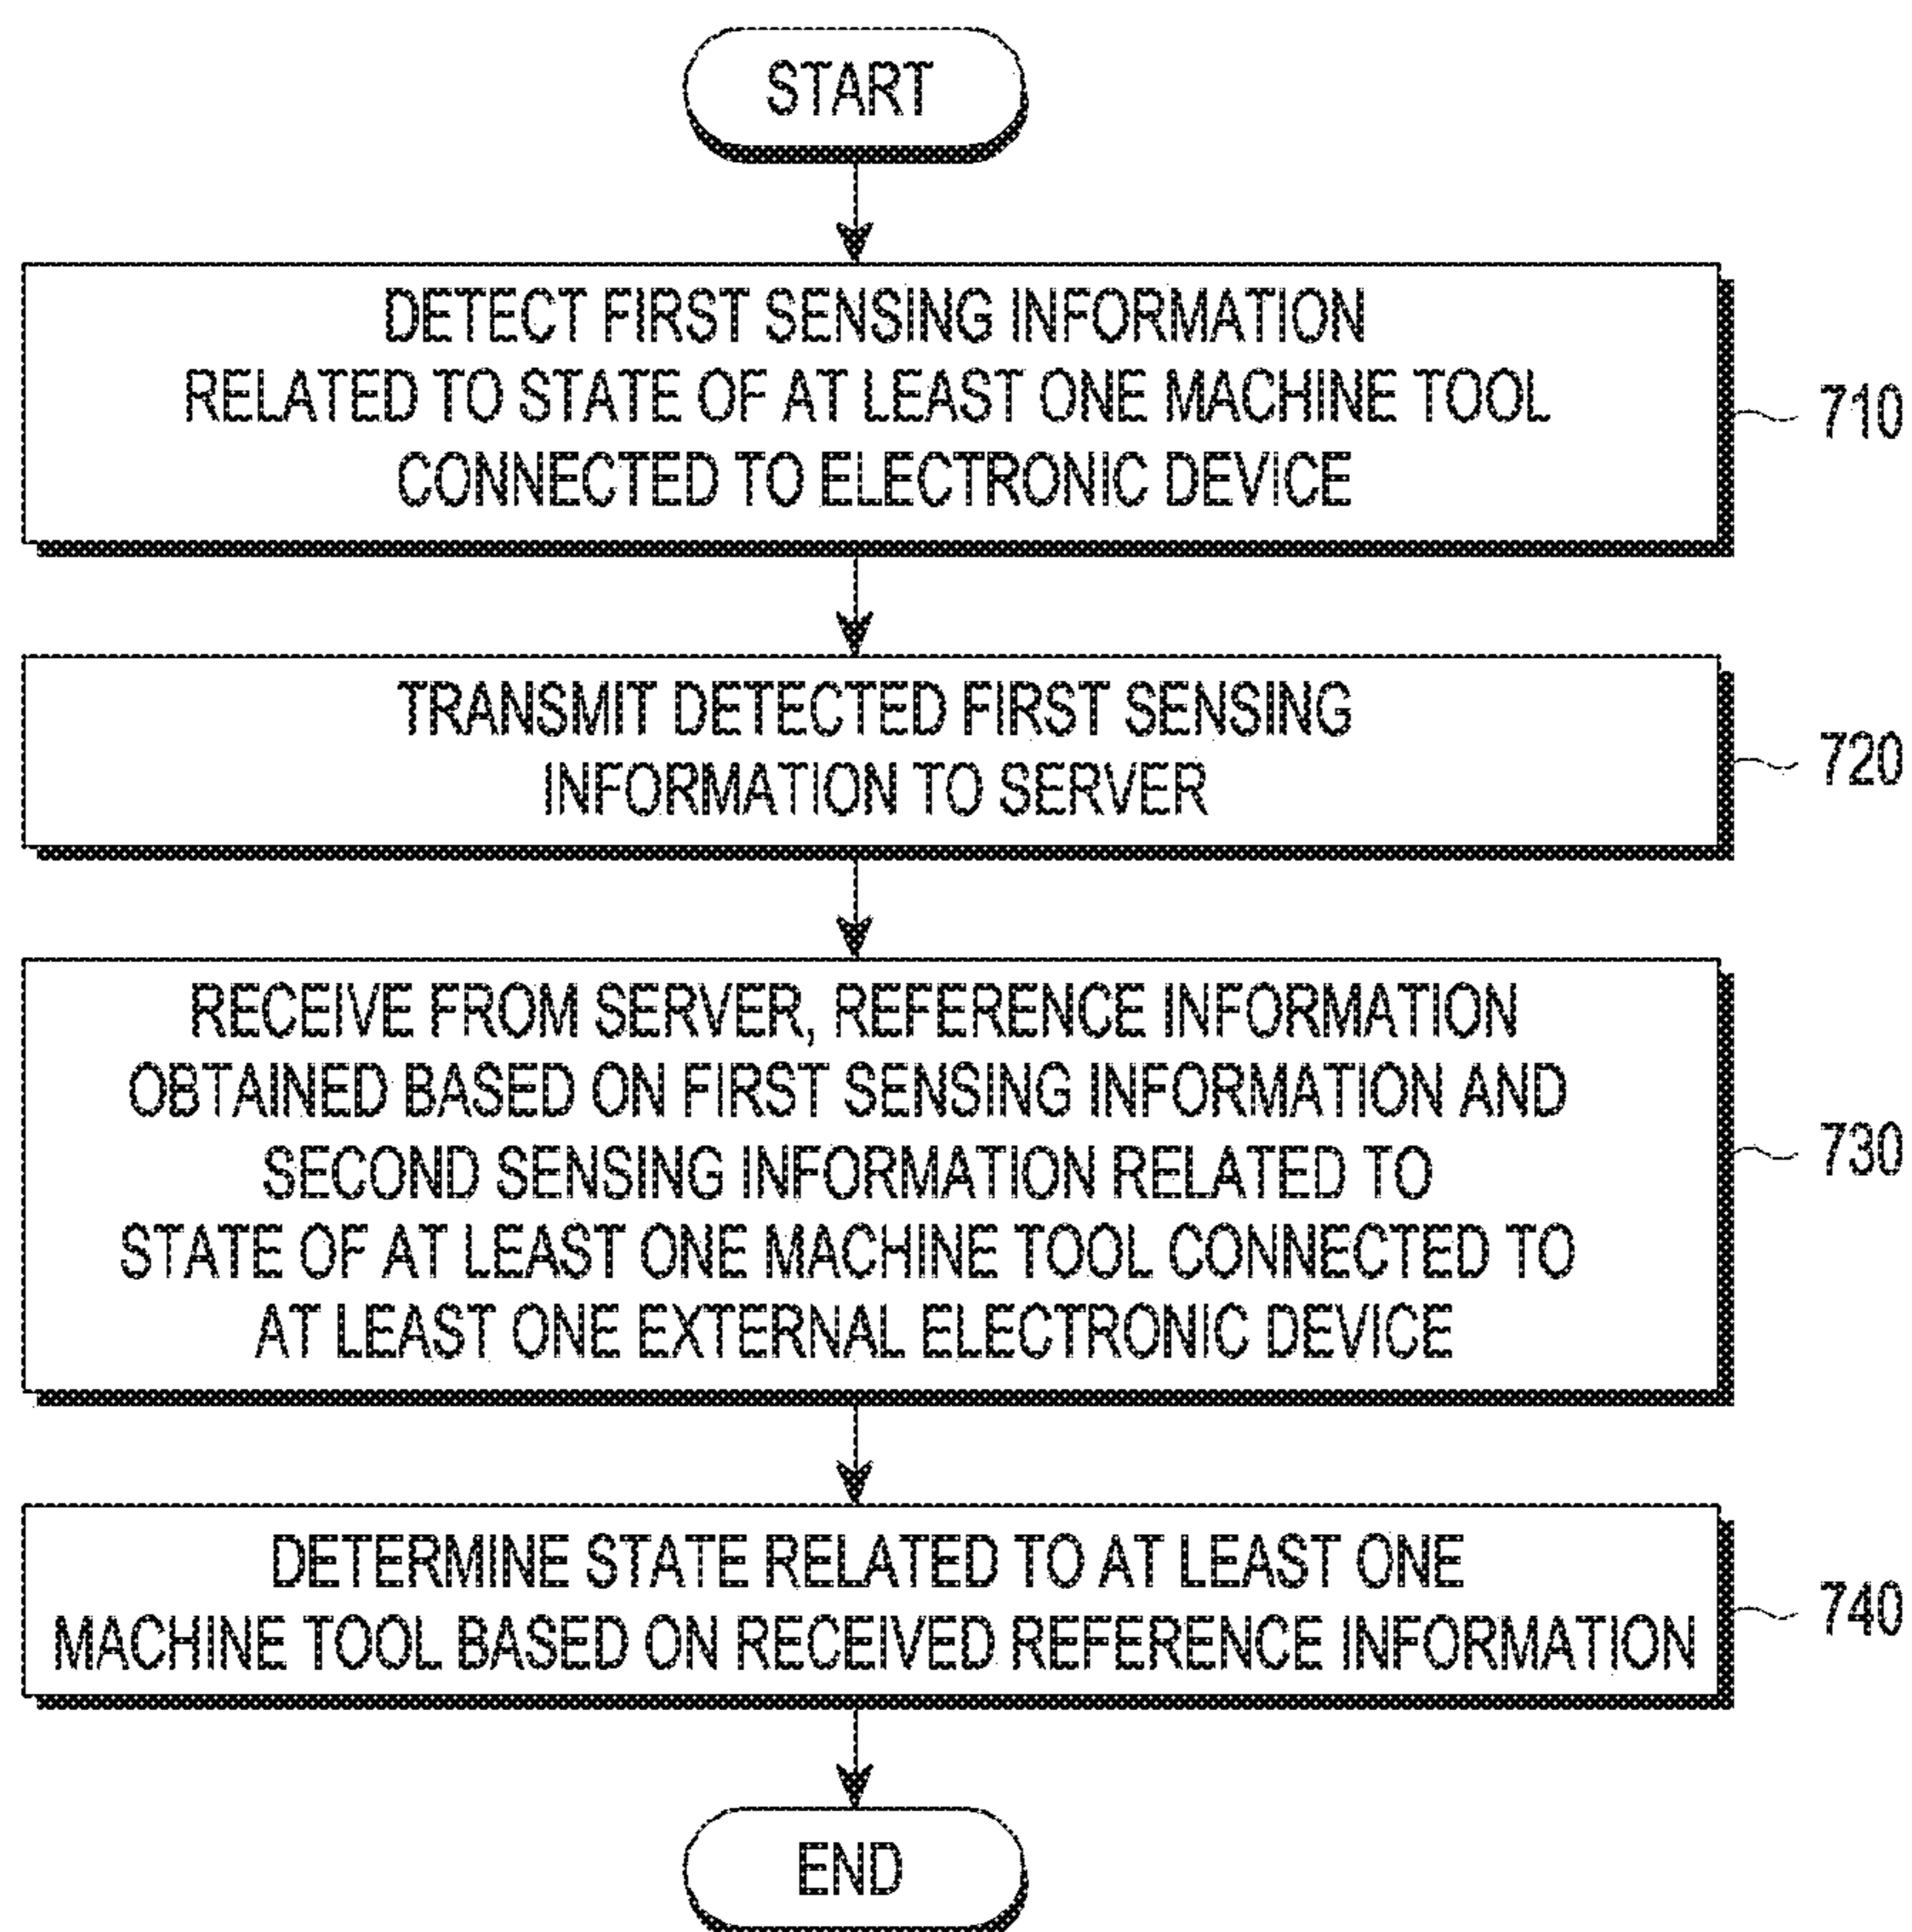 START
DETECT FIRST SENSING INFORMATION
RELATED TO STATE OF AT LEAST ONE MACHINE TOOL
CONNECTED TO ELECTRONIC DEVICE
710
TRANSMIT DETECTED FIRST SENSING
INFORMATION TO SERVER
720
RECEIVE FROM SERVER, REFERENCE INFORMATION
OBTAINED BASED ON FIRST SENSING INFORMATION AND
SECOND SENSING INFORMATION RELATED TO
STATE OF AT LEAST ONE MACHINE TOOL CONNECTED TO
AT LEAST ONE EXTERNAL ELECTRONIC DEVICE
730
DETERMINE STATE RELATED TO AT LEAST ONE
MACHINE TOOL BASED ON RECEIVED REFERENCE INFORMATION
740
END